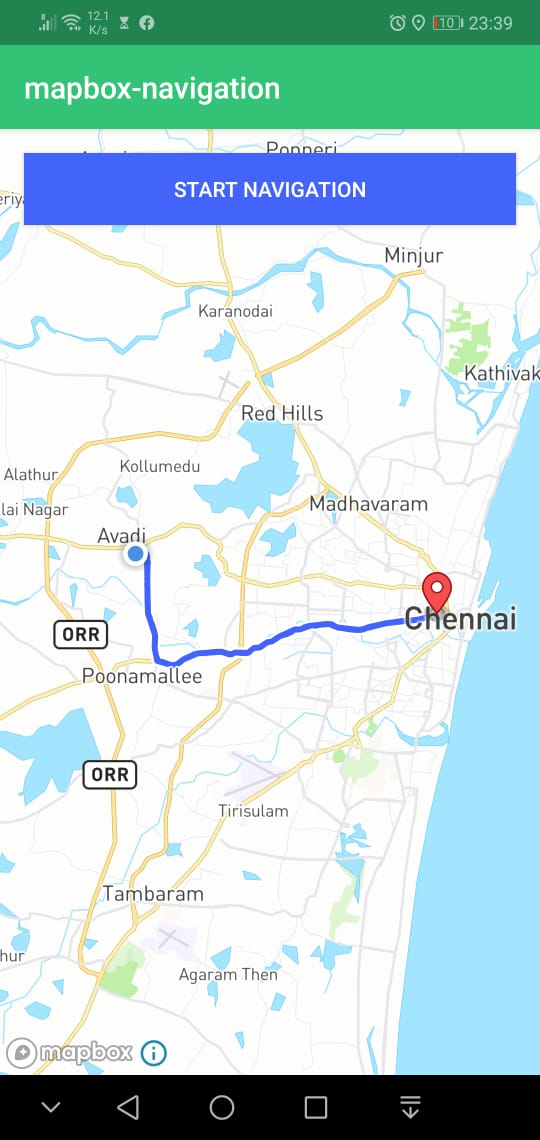 12.1
K/s
10
23:39
mapbox-navigation
Ponneri
START NAVIGATION
Minjur
Karanodai
Kathivak
Red Hills
Kollumedu
Alathur
Madhavaram
lai Nagar
Avadi
Chennai
ORR
Poonamallee
ORR
Tirisulam
Tambaram
hur
Agaram Then
mapbox